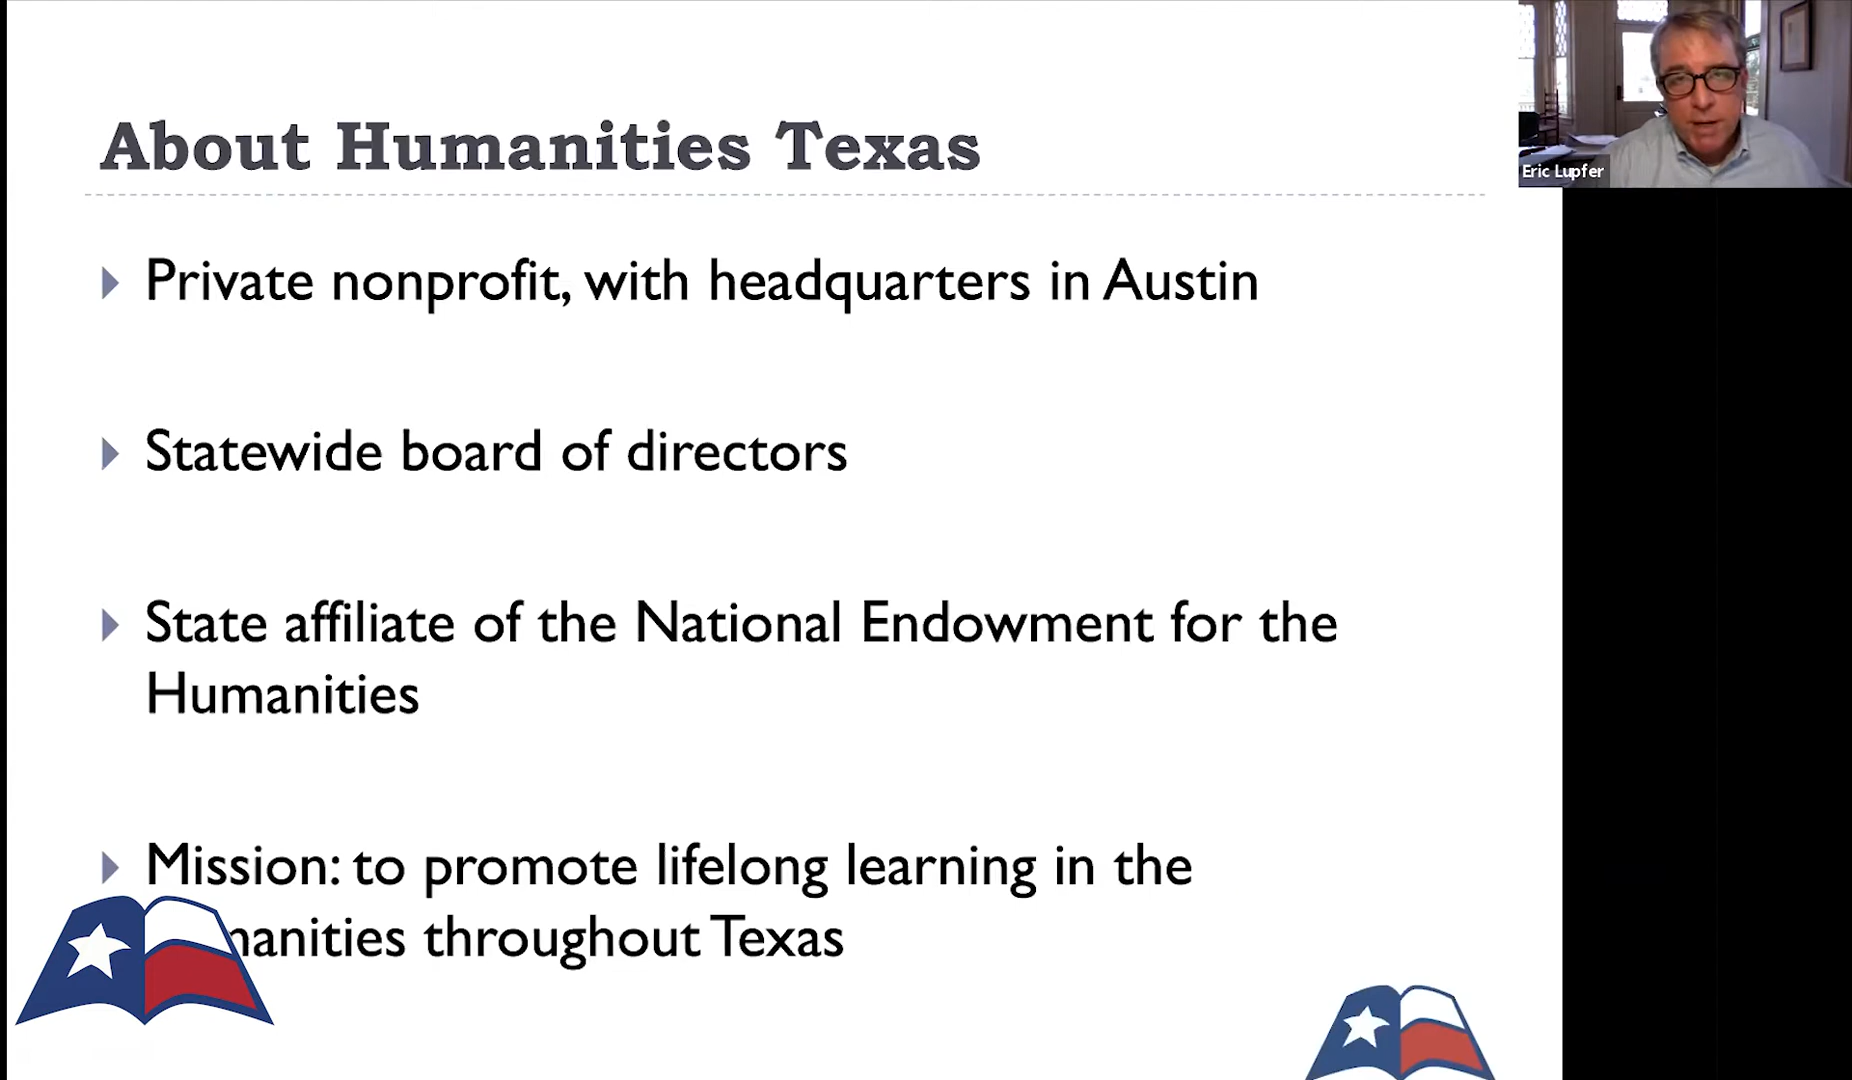 About Humanities Texas
Eric Lupfer
Private nonprofit, with headquarters in Austin
Statewide board of directors
State affiliate of the National Endowment for the
Humanities
Mission: to promote lifelong learning in the
throughout Texas